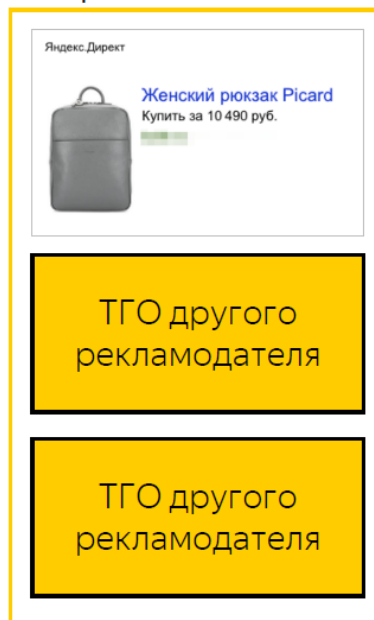 Яндекс.Директ
Женский рюкзак Picard
Купить за 10 490 руб.
ТГО другого
рекламодателя
ТГО другого
рекламодателя